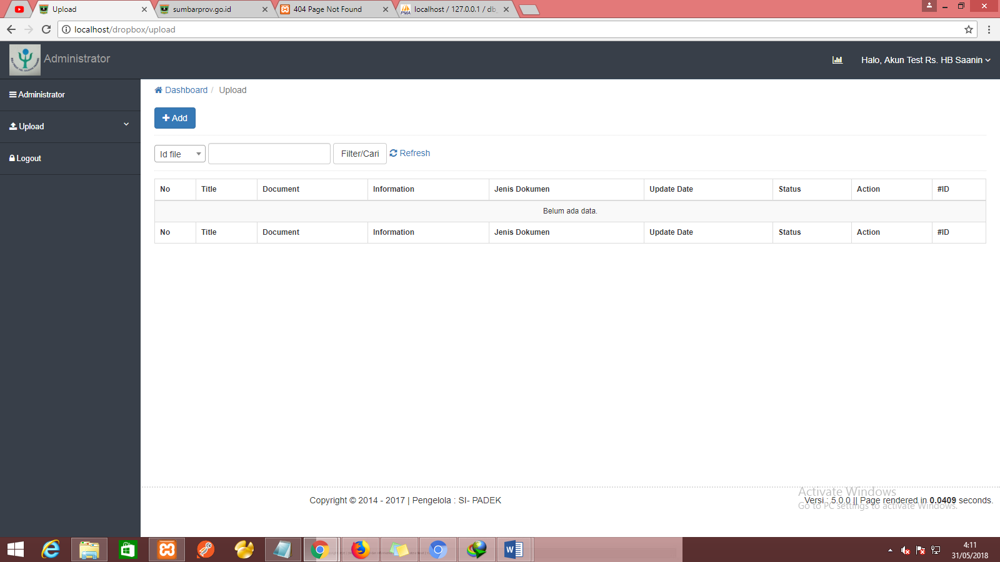 Upload
sumbarprov.go.id
404 Page Not Found
localhost / 127.0.0.1 / db_
localhost/dropbox/upload
Administrator
Halo, Akun Test Rs. HB Saanin
Administrator
Upload
Logout
Dashboard / Upload
Add
Id file
Filter/Cari
Refresh
No Title Document Information Jenis Dokumen Update Date Status Action #ID
Belum ada data.
No Title Document Information Jenis Dokumen Update Date Status Action #ID
Activate Windows
Go to PC settings to activate Windows.
Copyright © 2014 - 2017 | Pengelola : SI- PADEK
Versi : 5.0.0 || Page rendered in 0.0409 seconds.
4:11
31/05/2018